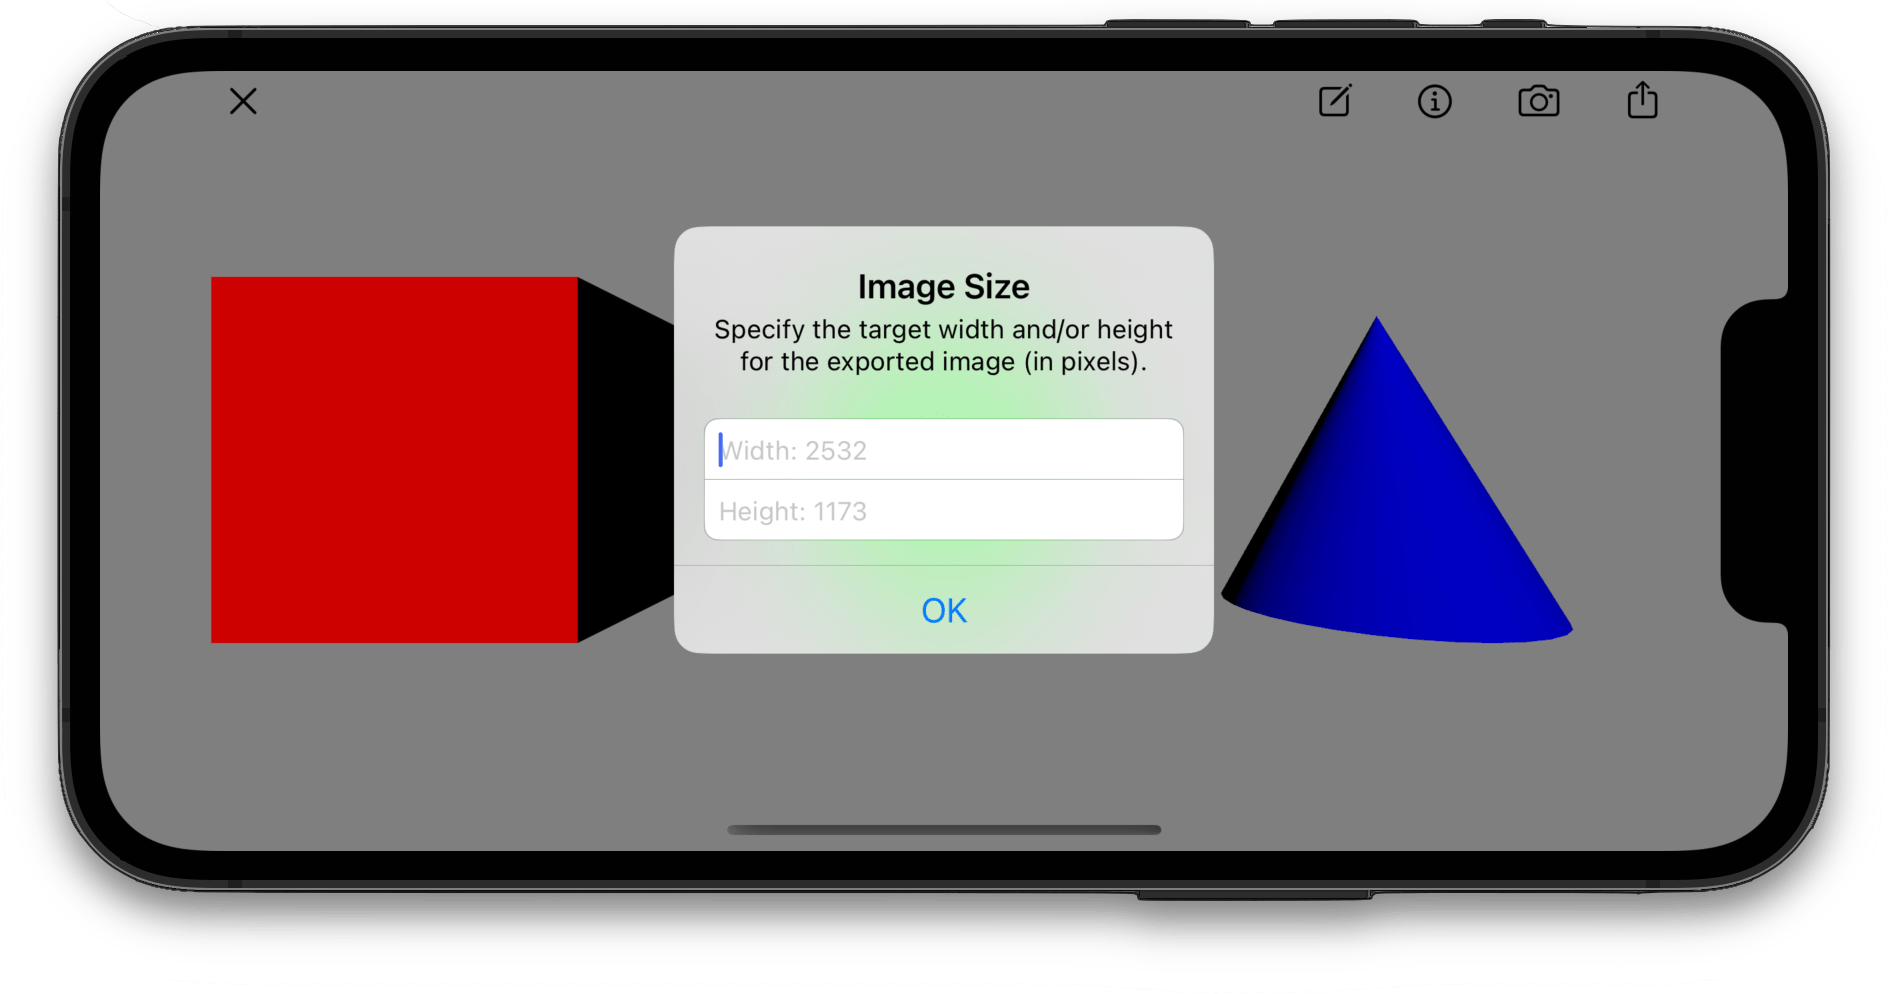 Image Size
Specify the target width and/or height
for the exported image (in pixels).
Width: 2532
Height: 1173
OK